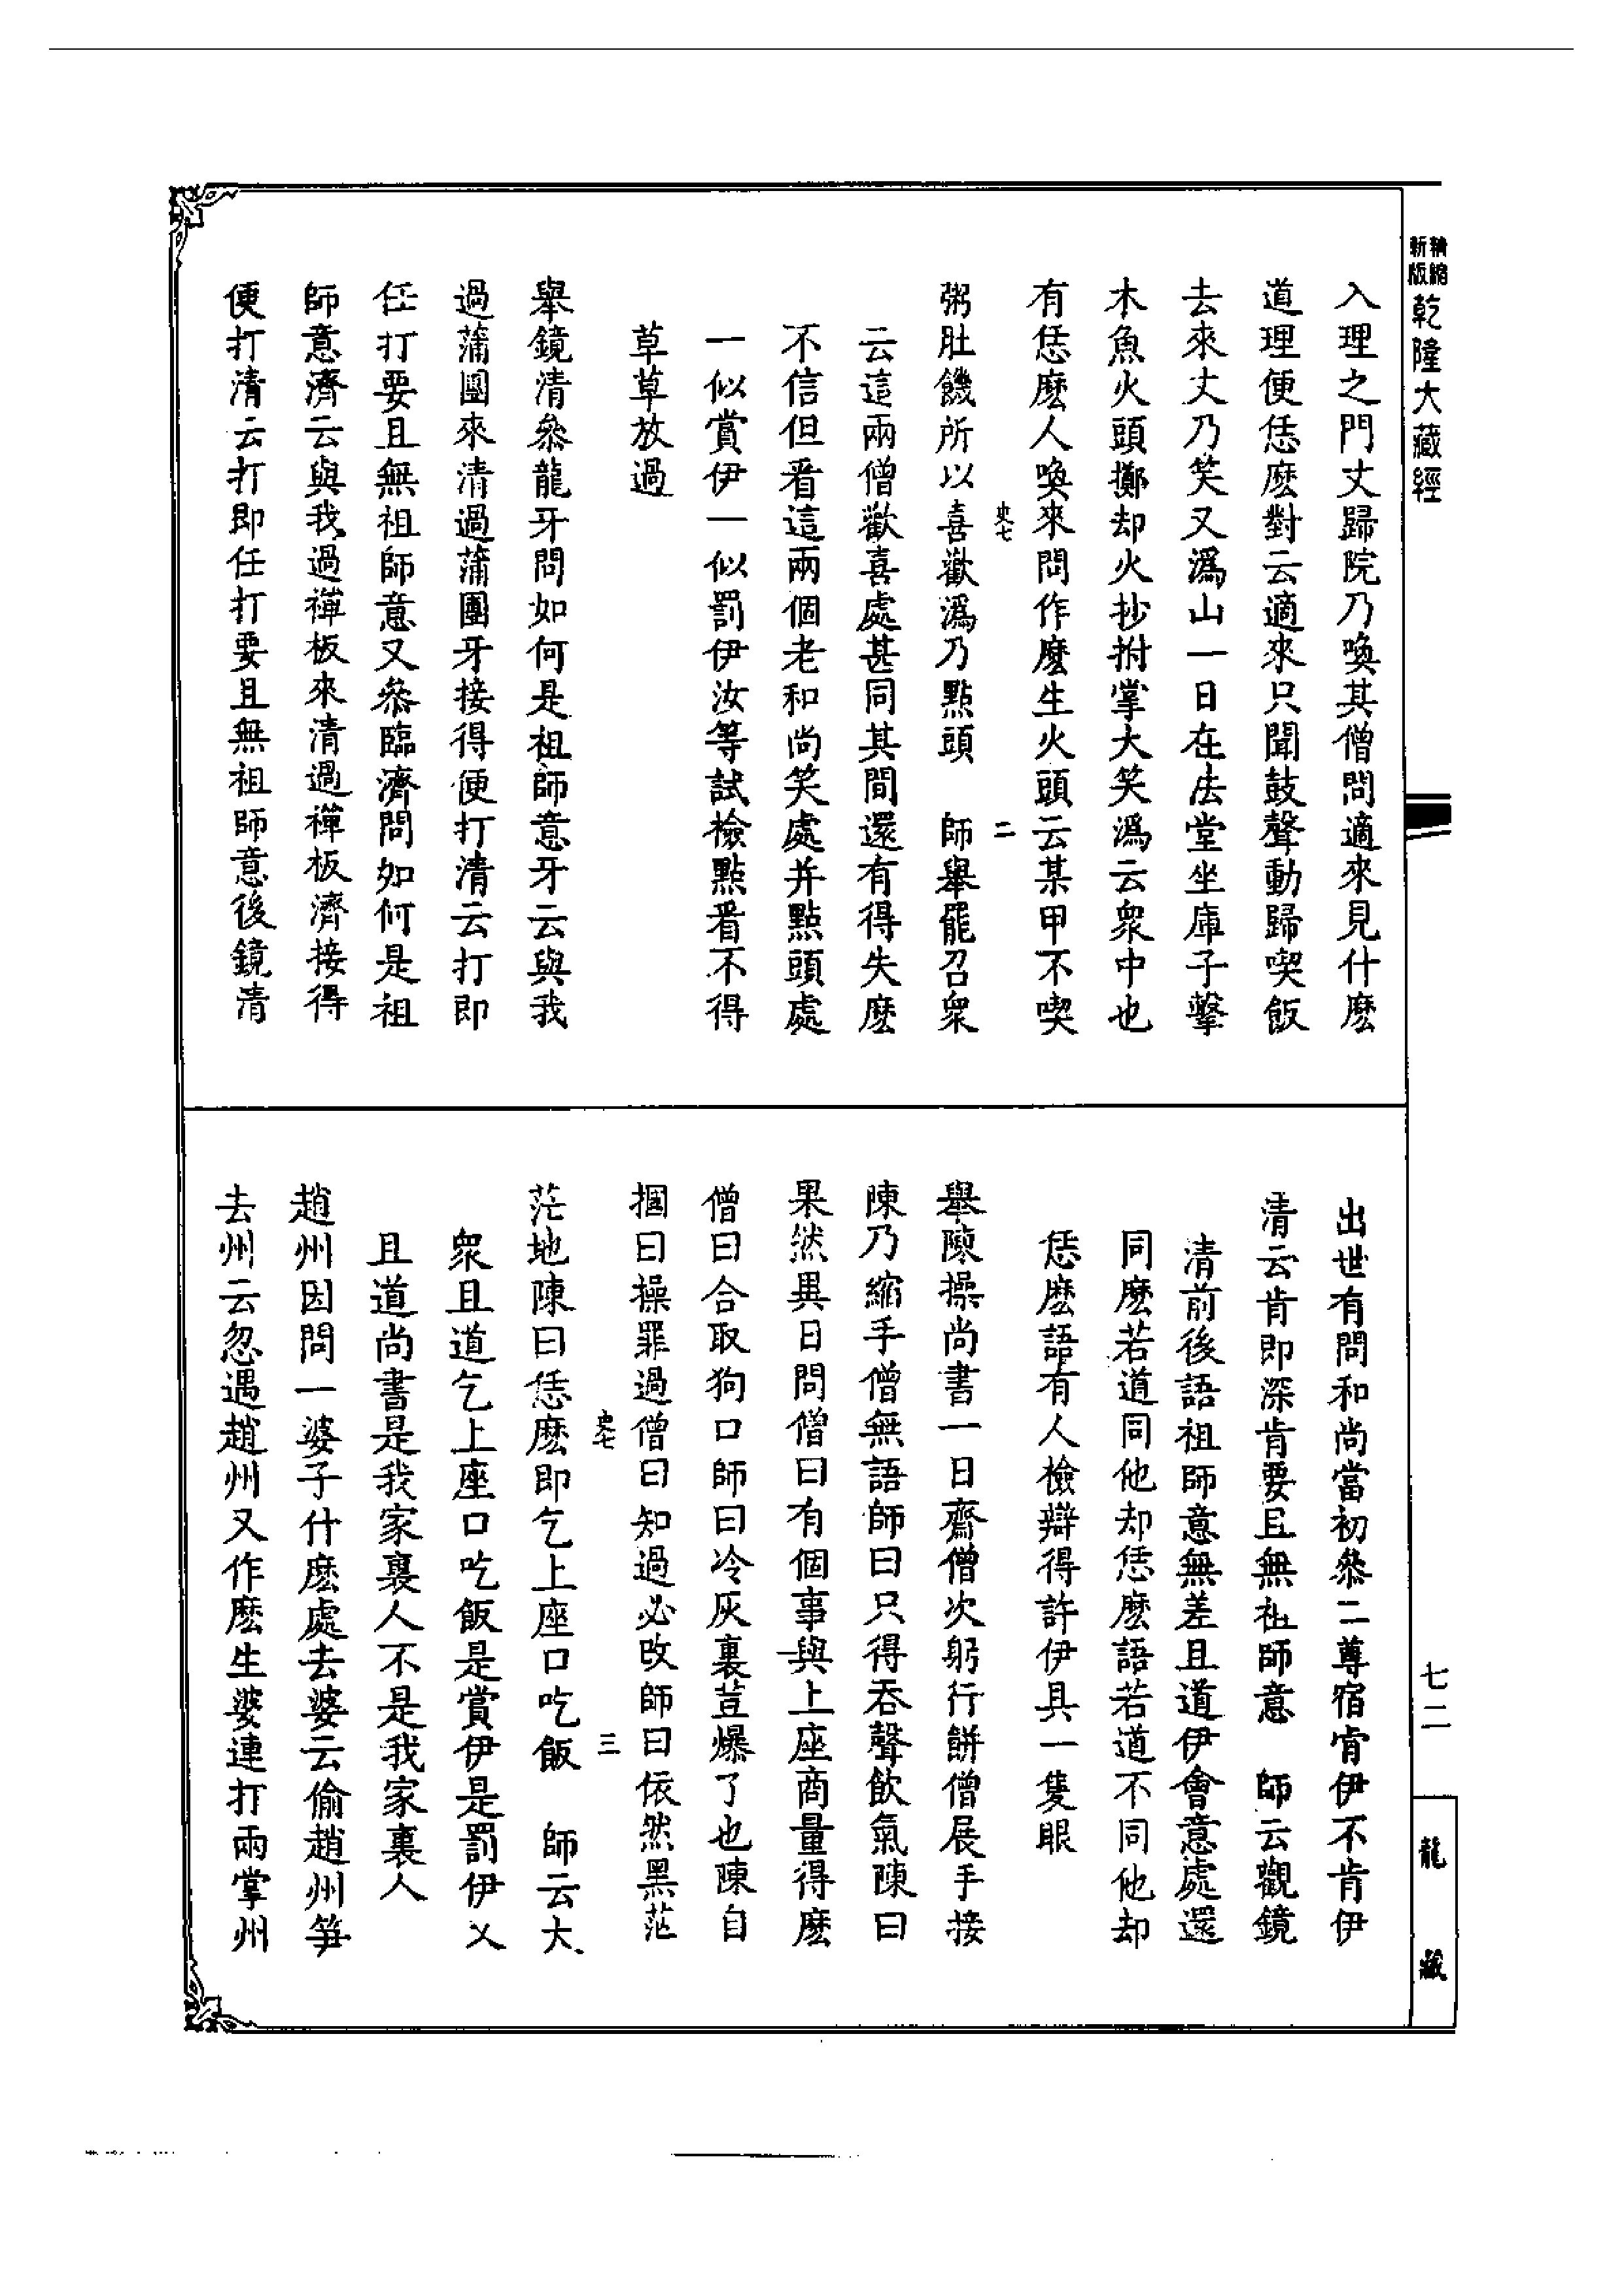 精縮
新版
乾隆大藏經
入理之門丈歸院乃喚其僧問適來見什麽
道理便恁麽對云適來只聞鼓聲動歸喫飯
去來丈乃笑又溈山一日在法堂坐庫子擊
木魚火頭擲却火抄拊掌大笑溈云衆中也
有恁麽人喚來問作麽生火頭云某甲不喫
史七
二
粥肚饑所以喜歡溈乃點頭　師舉罷召衆
云這兩僧歡喜處甚同其間還有得失麽
不信但看這兩個老和尚笑處并點頭處
一似賞伊一似罰伊汝等試檢點看不得
草草放過
舉鏡清叅龍牙問如何是祖師意牙云與我
過蒲團來清過蒲團牙接得便打清云打即
任打要且無祖師意又叅臨濟問如何是祖
師意濟云與我過禪板來清過禪板濟接得
便打清云打即任打要且無祖師意後鏡清
出世有問和尚當初叅二尊宿肯伊不肯伊
清云肯即深肯要且無祖師意　師云觀鏡
清前後語祖師意無差且道伊會意處還
同麽若道同他却恁麽語若道不同他却
恁麽語有人檢辯得許伊具一隻眼
舉陳操尚書一日齋僧次躬行餅僧展手接
陳乃縮手僧無語師曰只得吞聲飲氣陳曰
果然異日問僧曰有個事與上座商量得麽
僧曰合取狗口師曰冷灰裏荳爆了也陳自
摑曰操罪過僧曰知過必改師曰依然黑茫
史七
三
茫地陳曰恁麽即乞上座口吃飯　師云大
衆且道乞上座口吃飯是賞伊是罰伊又
且道尚書是我家裏人不是我家裏人
趙州因問一婆子什麽處去婆云偷趙州笋
去州云忽遇趙州又作麽生婆連打兩掌州
七二
龍藏